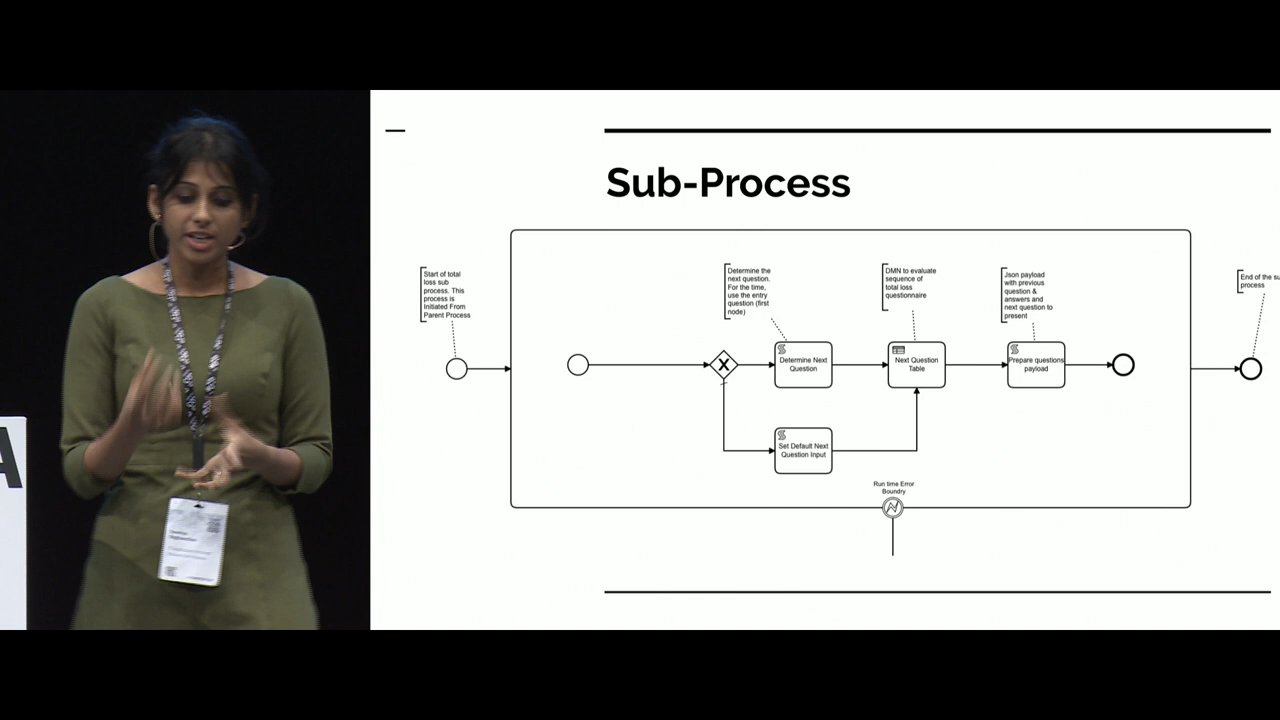 Sub-Process
Start of total
loss sub
process. This
process is
Initiated From
Parent Process
Determine the
next question.
For the time,
use the entry
question (first
node)
DMN to evaluate
sequence of
total loss
questionnaire
Json payload
with previous
question &
answers and
next question to
present
End of the su
process
X
Determine Next
Question
Next Question
Table
Prepare questions
payload
Set Default Next
Question Input
Run time Error
Boundry
A